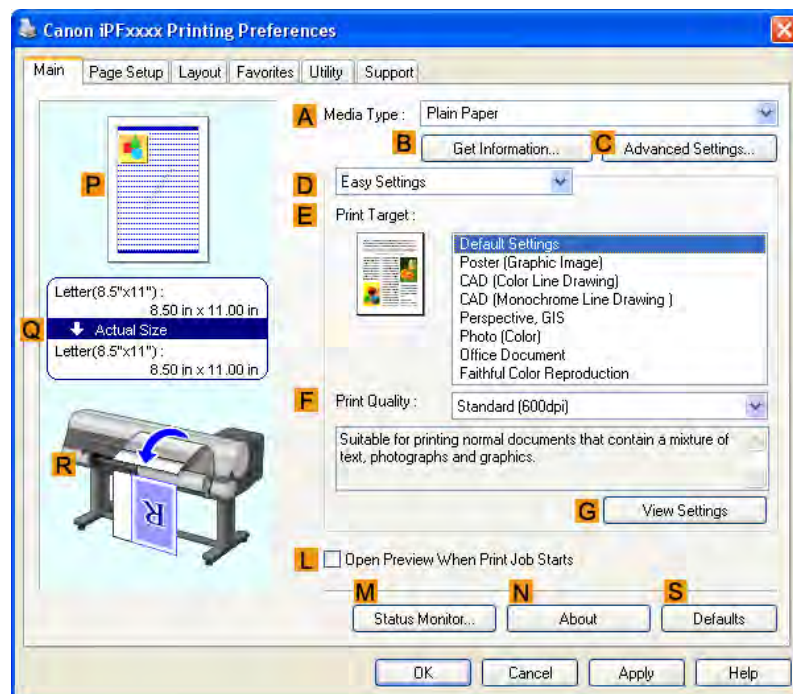 Canon iPFxxxx Printing Preferences
Main Page Setup Layout Favorites Utility Support
A Media Type : Plain Paper
B Get Information... C Advanced Settings...
P
D Easy Settings
E Print Target :
Default Settings
Poster (Graphic Image)
CAD (Color Line Drawing)
CAD (Monochrome Line Drawing )
Perspective, GIS
Photo (Color)
Office Document
Faithful Color Reproduction
Letter(8.5"x11") :
8.50 in x 11.00 in
Q Actual Size
Letter(8.5"x11") :
8.50 in x 11.00 in
F Print Quality : Standard (600dpi)
Suitable for printing normal documents that contain a mixture of
text, photographs and graphics.
G View Settings
R
R
L Open Preview When Print Job Starts
M Status Monitor... N About S Defaults
OK Cancel Apply Help